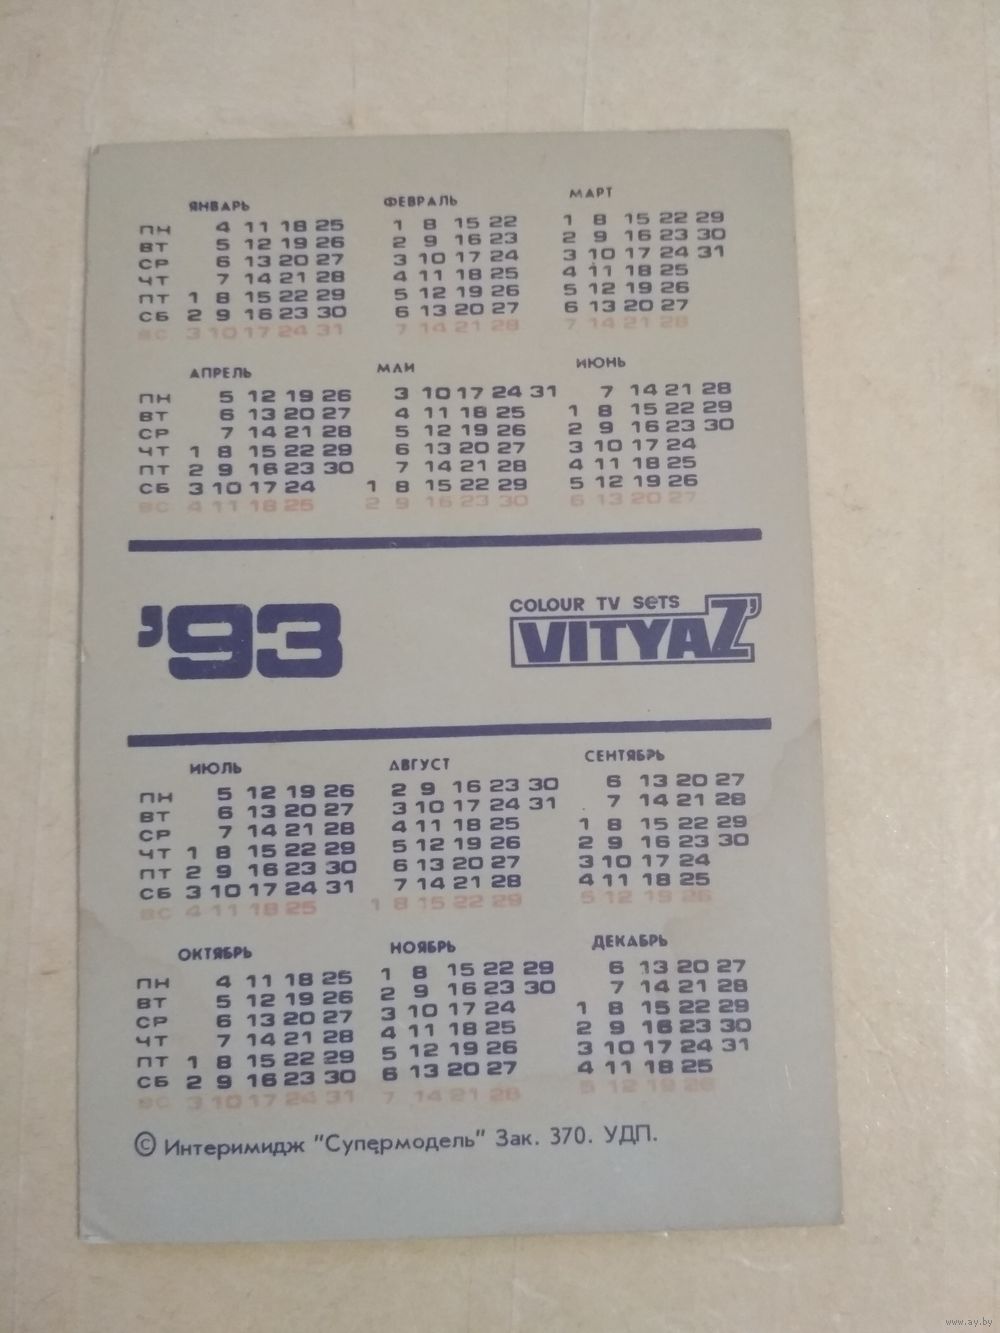 ЯНВАРЬ ФЕВРАЛЬ МАРТ
ПН 4 11 18 25 1 8 15 22 1 8 15 22 29
ВТ 5 12 19 26 2 9 16 23 2 9 16 23 30
СР 6 13 20 27 3 10 17 24 3 10 17 24 31
ЧТ 7 14 21 28 4 11 18 25 4 11 18 25
ПТ 1 8 15 22 29 5 12 19 26 5 12 19 26
СБ 2 9 16 23 30 6 13 20 27 6 13 20 27
ВС 3 10 17 24 31 7 14 21 28 7 14 21 28
АПРЕЛЬ МАЙ ИЮНЬ
ПН 5 12 19 26 3 10 17 24 31 7 14 21 28
ВТ 6 13 20 27 4 11 18 25 1 8 15 22 29
СР 7 14 21 28 5 12 19 26 2 9 16 23 30
ЧТ 1 8 15 22 29 6 13 20 27 3 10 17 24
ПТ 2 9 16 23 30 7 14 21 28 4 11 18 25
СБ 3 10 17 24 1 8 15 22 29 5 12 19 26
ВС 4 11 18 25 2 9 16 23 30 6 13 20 27
'93
COLOUR TV SeTS
VITYAZ'
ИЮЛЬ АВГУСТ СЕНТЯБРЬ
ПН 5 12 19 26 2 9 16 23 30 6 13 20 27
ВТ 6 13 20 27 3 10 17 24 31 7 14 21 28
СР 7 14 21 28 4 11 18 25 1 8 15 22 29
ЧТ 1 8 15 22 29 5 12 19 26 2 9 16 23 30
ПТ 2 9 16 23 30 6 13 20 27 3 10 17 24
СБ 3 10 17 24 31 7 14 21 28 4 11 18 25
ВС 4 11 18 25 1 8 15 22 29 5 12 19 26
ОКТЯБРЬ НОЯБРЬ ДЕКАБРЬ
ПН 4 11 18 25 1 8 15 22 29 6 13 20 27
ВТ 5 12 19 26 2 9 16 23 30 7 14 21 28
СР 6 13 20 27 3 10 17 24 1 8 15 22 29
ЧТ 7 14 21 28 4 11 18 25 2 9 16 23 30
ПТ 1 8 15 22 29 5 12 19 26 3 10 17 24 31
СБ 2 9 16 23 30 6 13 20 27 4 11 18 25
ВС 3 10 17 24 31 7 14 21 28 5 12 19 26
© Интеримидж "Супермодель" Зак. 370. УДП.
www.ay.by